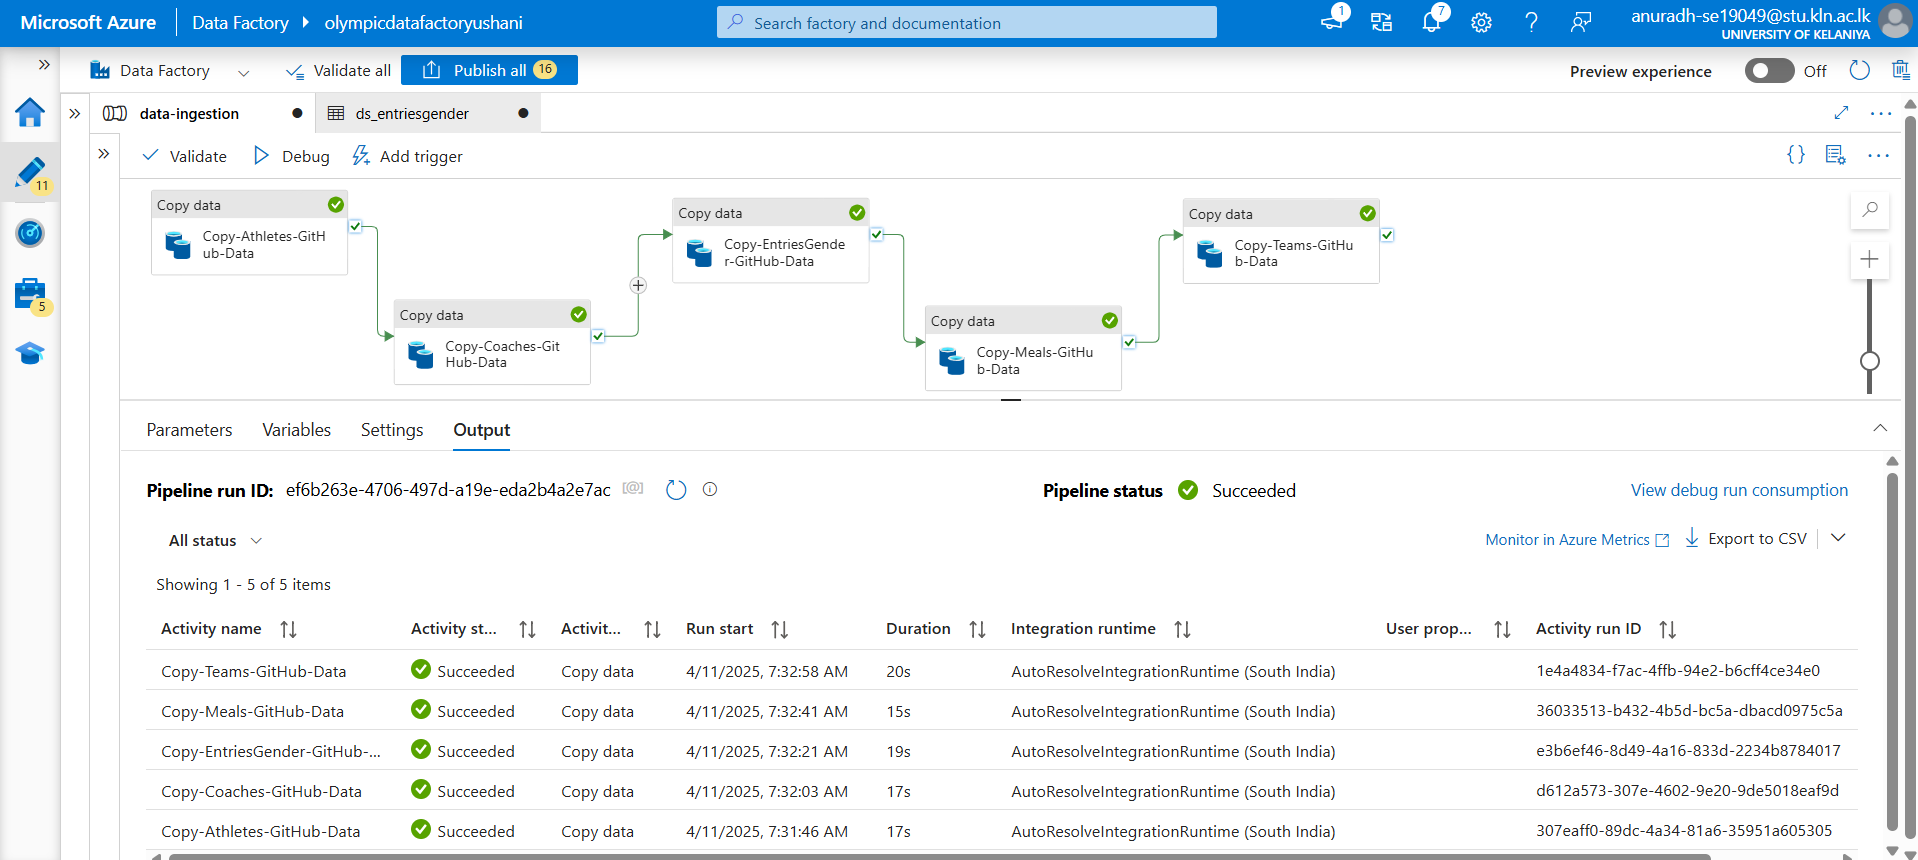 Microsoft Azure
Data Factory
olympicdatafactoryushani
Search factory and documentation
1
7
anuradh-se19049@stu.kln.ac.lk
UNIVERSITY OF KELANIYA
Data Factory
Validate all
Publish all 16
Preview experience
Off
data-ingestion
ds_entriesgender
11
5
Validate
Debug
Add trigger
Copy data
Copy-Athletes-GitH
ub-Data
Copy data
Copy-Coaches-Git
Hub-Data
Copy data
Copy-EntriesGende
r-GitHub-Data
Copy data
Copy-Meals-GitHu
b-Data
Copy data
Copy-Teams-GitHu
b-Data
Parameters Variables Settings Output
Pipeline run ID: ef6b263e-4706-497d-a19e-eda2b4a2e7ac
Pipeline status Succeeded
View debug run consumption
All status
Monitor in Azure Metrics
Export to CSV
Showing 1 - 5 of 5 items
Activity name Activity st... Activit... Run start Duration Integration runtime User prop... Activity run ID
Copy-Teams-GitHub-Data Succeeded Copy data 4/11/2025, 7:32:58 AM 20s AutoResolveIntegrationRuntime (South India) 1e4a4834-f7ac-4ffb-94e2-b6cff4ce34e0
Copy-Meals-GitHub-Data Succeeded Copy data 4/11/2025, 7:32:41 AM 15s AutoResolveIntegrationRuntime (South India) 36033513-b432-4b5d-bc5a-dbacd0975c5a
Copy-EntriesGender-GitHub-... Succeeded Copy data 4/11/2025, 7:32:21 AM 19s AutoResolveIntegrationRuntime (South India) e3b6ef46-8d49-4a16-833d-2234b8784017
Copy-Coaches-GitHub-Data Succeeded Copy data 4/11/2025, 7:32:03 AM 17s AutoResolveIntegrationRuntime (South India) d612a573-307e-4602-9e20-9de5018eaf9d
Copy-Athletes-GitHub-Data Succeeded Copy data 4/11/2025, 7:31:46 AM 17s AutoResolveIntegrationRuntime (South India) 307eaff0-89dc-4a34-81a6-35951a605305